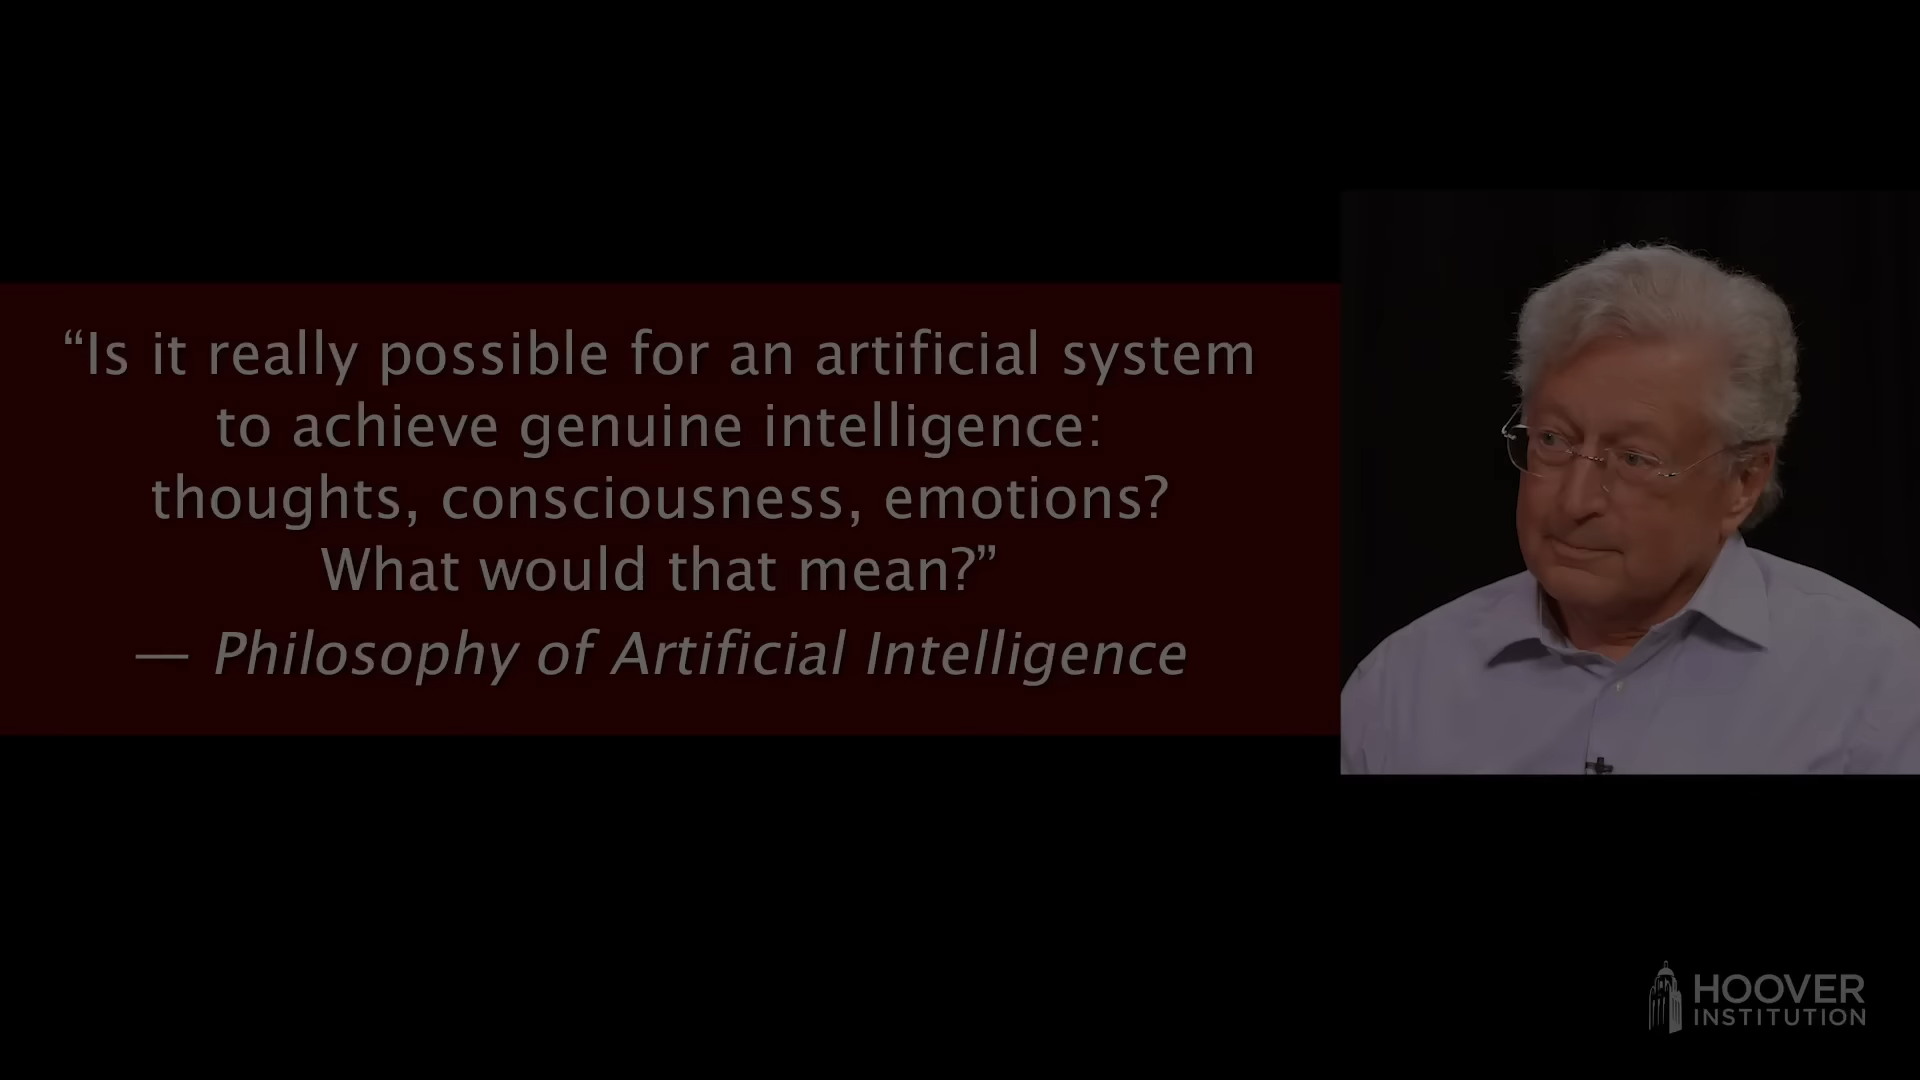 “Is it really possible for an artificial system
to achieve genuine intelligence:
thoughts, consciousness, emotions?
What would that mean?”
— Philosophy of Artificial Intelligence
HOOVER
INSTITUTION